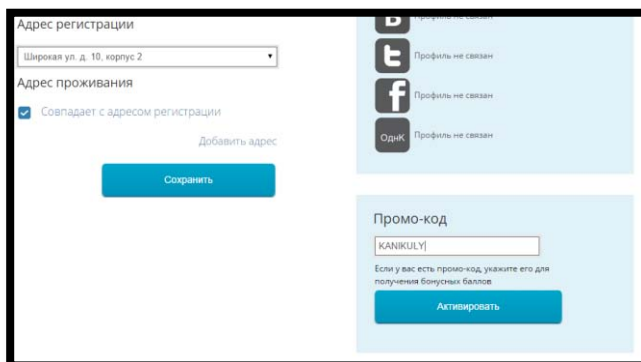 Адрес регистрации
Широкая ул. д. 10, корпус 2
Адрес проживания
Совпадает с адресом регистрации
Добавить адрес
Сохранить
B
Профиль не связан
t
Профиль не связан
f
Профиль не связан
ОднК
Профиль не связан
Промо-код
KANIKULY
Если у вас есть промо-код, укажите его для
получения бонусных баллов
Активировать